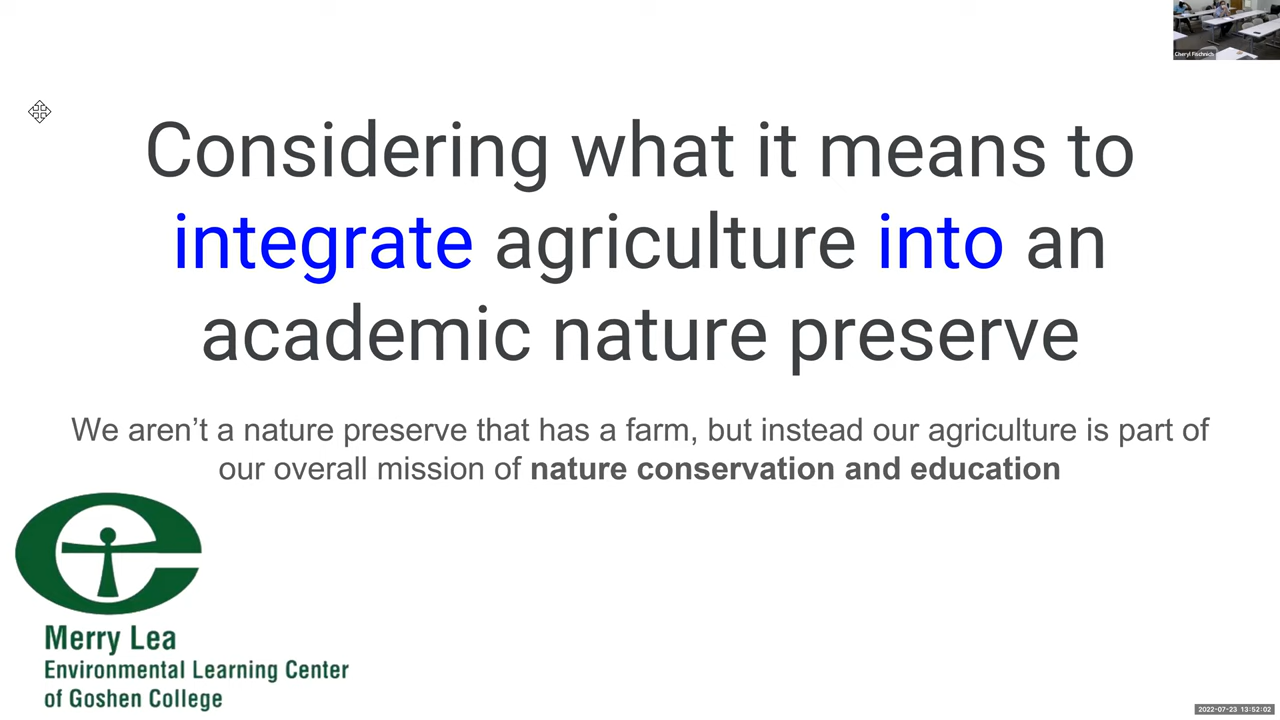 Cheryl Fischnich
Considering what it means to
integrate agriculture into an
academic nature preserve
We aren’t a nature preserve that has a farm, but instead our agriculture is part of
our overall mission of nature conservation and education
Merry Lea
Environmental Learning Center
of Goshen College
2022-07-23 13:52:02